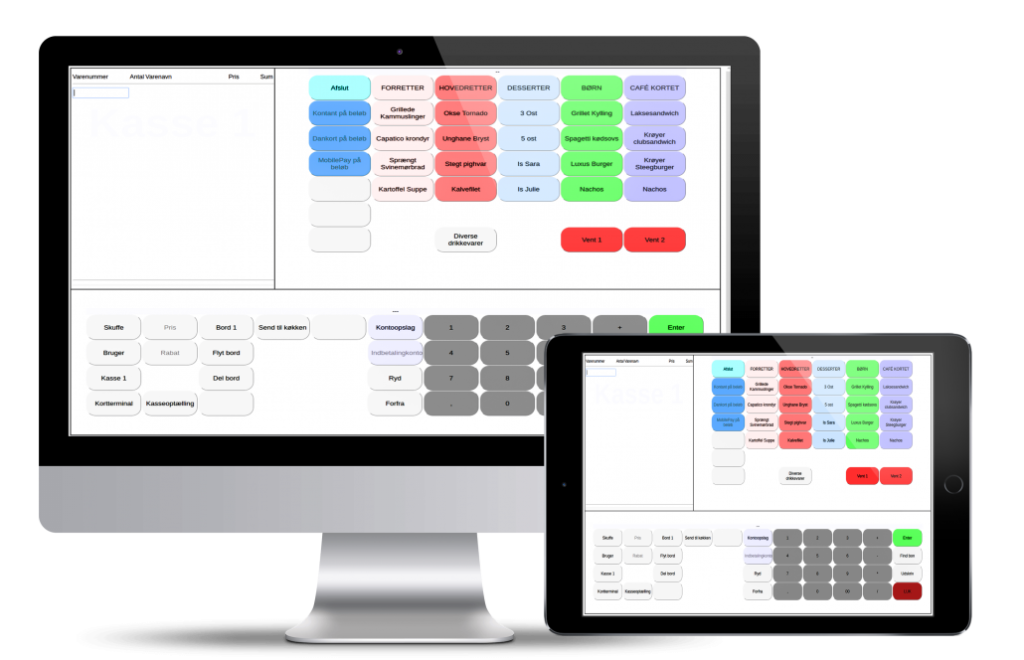 Varenummer Antal Varenavn Pris Sum
Kasse 1
Afslut FORRETTER HOVEDRETTER DESSERTER BØRN CAFÉ KORTET
Kontant på beløb Grillede Kammuslinger Okse Tornado 3 Ost Grillet Kylling Laksesandwich
Dankort på beløb Capatico krondyr Unghane Bryst 5 ost Spagetti kødsovs Krøyer clubsandwich
MobilePay på beløb Sprængt Svinemørbrad Stegt pighvar Is Sara Luxus Burger Krøyer Steegburger
Kartoffel Suppe Kalvefilet Is Julie Nachos Nachos
Diverse drikkevarer Vent 1 Vent 2
Skuffe Pris Bord 1 Send til køkken Kontoopslag 1 2 3 + Enter
Bruger Rabat Flyt bord Indbetalingkonto 4 5
Kasse 1 Del bord Ryd 7 8
Kortterminal Kasseoptælling Forfra . 0
Varenummer Antal Varenavn Pris Sum
Kasse 1
Afslut FORRETTER HOVEDRETTER DESSERTER BØRN CAFÉ KORTET
Kontant på beløb Grillede Kammuslinger Okse Tornado 3 Ost Grillet Kylling Laksesandwich
Dankort på beløb Capatico krondyr Unghane Bryst 5 ost Spagetti kødsovs Krøyer clubsandwich
MobilePay på beløb Sprængt Svinemørbrad Stegt pighvar Is Sara Luxus Burger Krøyer Steegburger
Kartoffel Suppe Kalvefilet Is Julie Nachos Nachos
Diverse drikkevarer Vent 1 Vent 2
Skuffe Pris Bord 1 Send til køkken Kontoopslag 1 2 3 + Enter
Bruger Rabat Flyt bord Indbetalingkonto 4 5 6 -
Kasse 1 Del bord Ryd 7 8 9 *
Kortterminal Kasseoptælling Forfra . 0 00 /